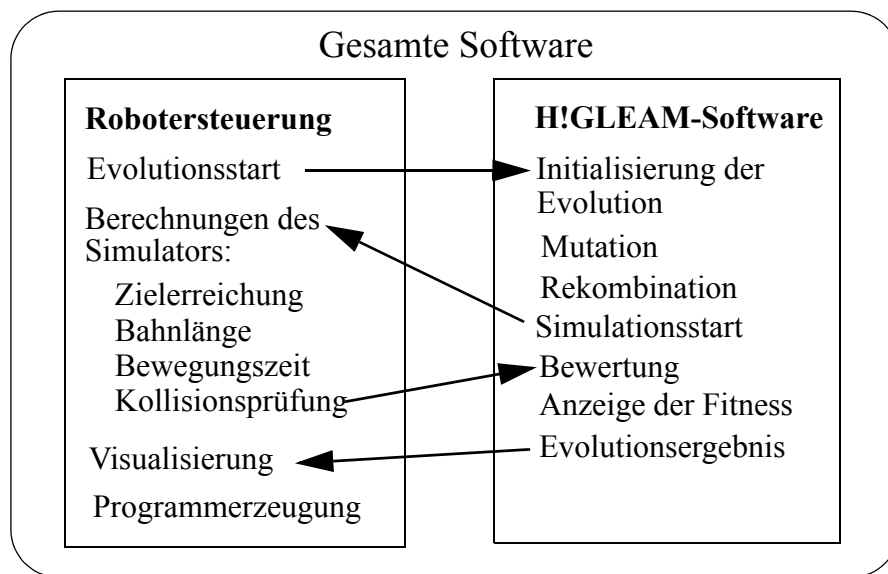 Gesamte Software
Robotersteuerung
Evolutionsstart
Berechnungen des
Simulators:
Zielerreichung
Bahnlänge
Bewegungszeit
Kollisionsprüfung
Visualisierung
Programmerzeugung
H!GLEAM-Software
Initialisierung der
Evolution
Mutation
Rekombination
Simulationsstart
Bewertung
Anzeige der Fitness
Evolutionsergebnis